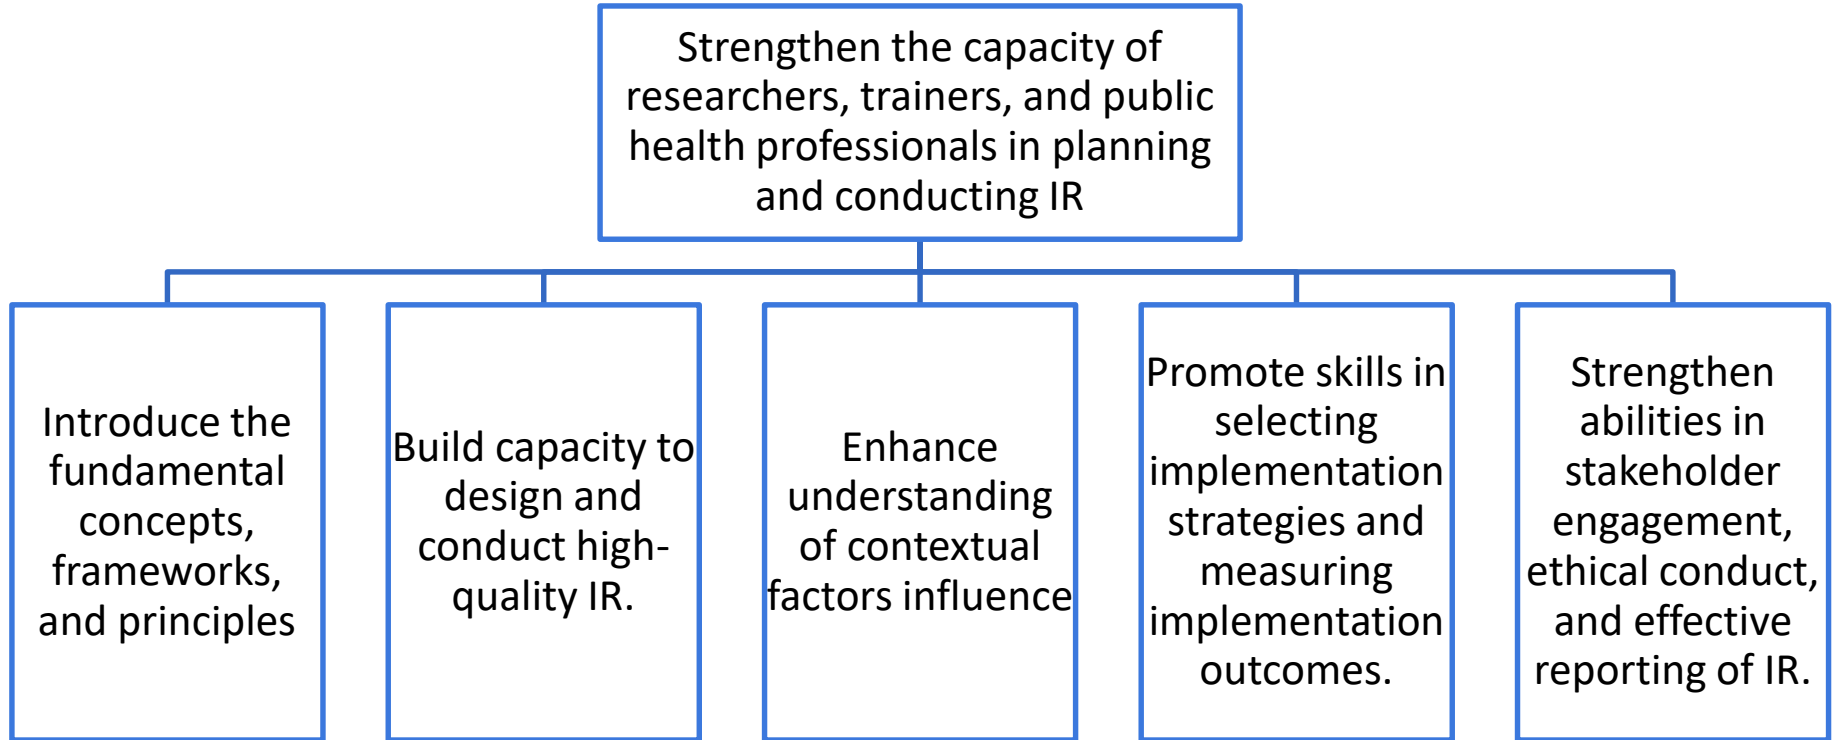 Strengthen the capacity of
researchers, trainers, and public
health professionals in planning
and conducting IR
Introduce the
fundamental
concepts,
frameworks,
and principles
Build capacity to
design and
conduct high-
quality IR.
Enhance
understanding
of contextual
factors influence
Promote skills in
selecting
implementation
strategies and
measuring
implementation
outcomes.
Strengthen
abilities in
stakeholder
engagement,
ethical conduct,
and effective
reporting of IR.